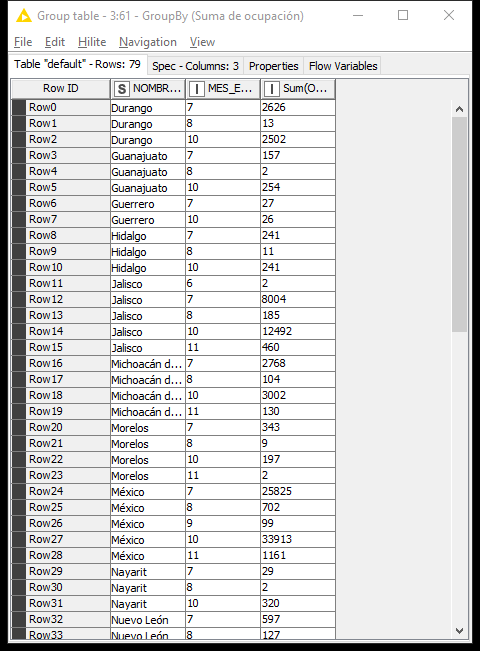 Group table - 3:61 - GroupBy (Suma de ocupación)
File Edit Hilite Navigation View
Table "default" - Rows: 79 Spec - Columns: 3 Properties Flow Variables
Row ID S NOMBR... I MES_E... I Sum(O...
Row0 Durango 7 2626
Row1 Durango 8 13
Row2 Durango 10 2502
Row3 Guanajuato 7 157
Row4 Guanajuato 8 2
Row5 Guanajuato 10 254
Row6 Guerrero 7 27
Row7 Guerrero 10 26
Row8 Hidalgo 7 241
Row9 Hidalgo 8 11
Row10 Hidalgo 10 241
Row11 Jalisco 6 2
Row12 Jalisco 7 8004
Row13 Jalisco 8 185
Row14 Jalisco 10 12492
Row15 Jalisco 11 460
Row16 Michoacán d... 7 2768
Row17 Michoacán d... 8 104
Row18 Michoacán d... 10 3002
Row19 Michoacán d... 11 130
Row20 Morelos 7 343
Row21 Morelos 8 9
Row22 Morelos 10 197
Row23 Morelos 11 2
Row24 México 7 25825
Row25 México 8 702
Row26 México 9 99
Row27 México 10 33913
Row28 México 11 1161
Row29 Nayarit 7 29
Row30 Nayarit 8 2
Row31 Nayarit 10 320
Row32 Nuevo León 7 597
Row33 Nuevo León 8 127